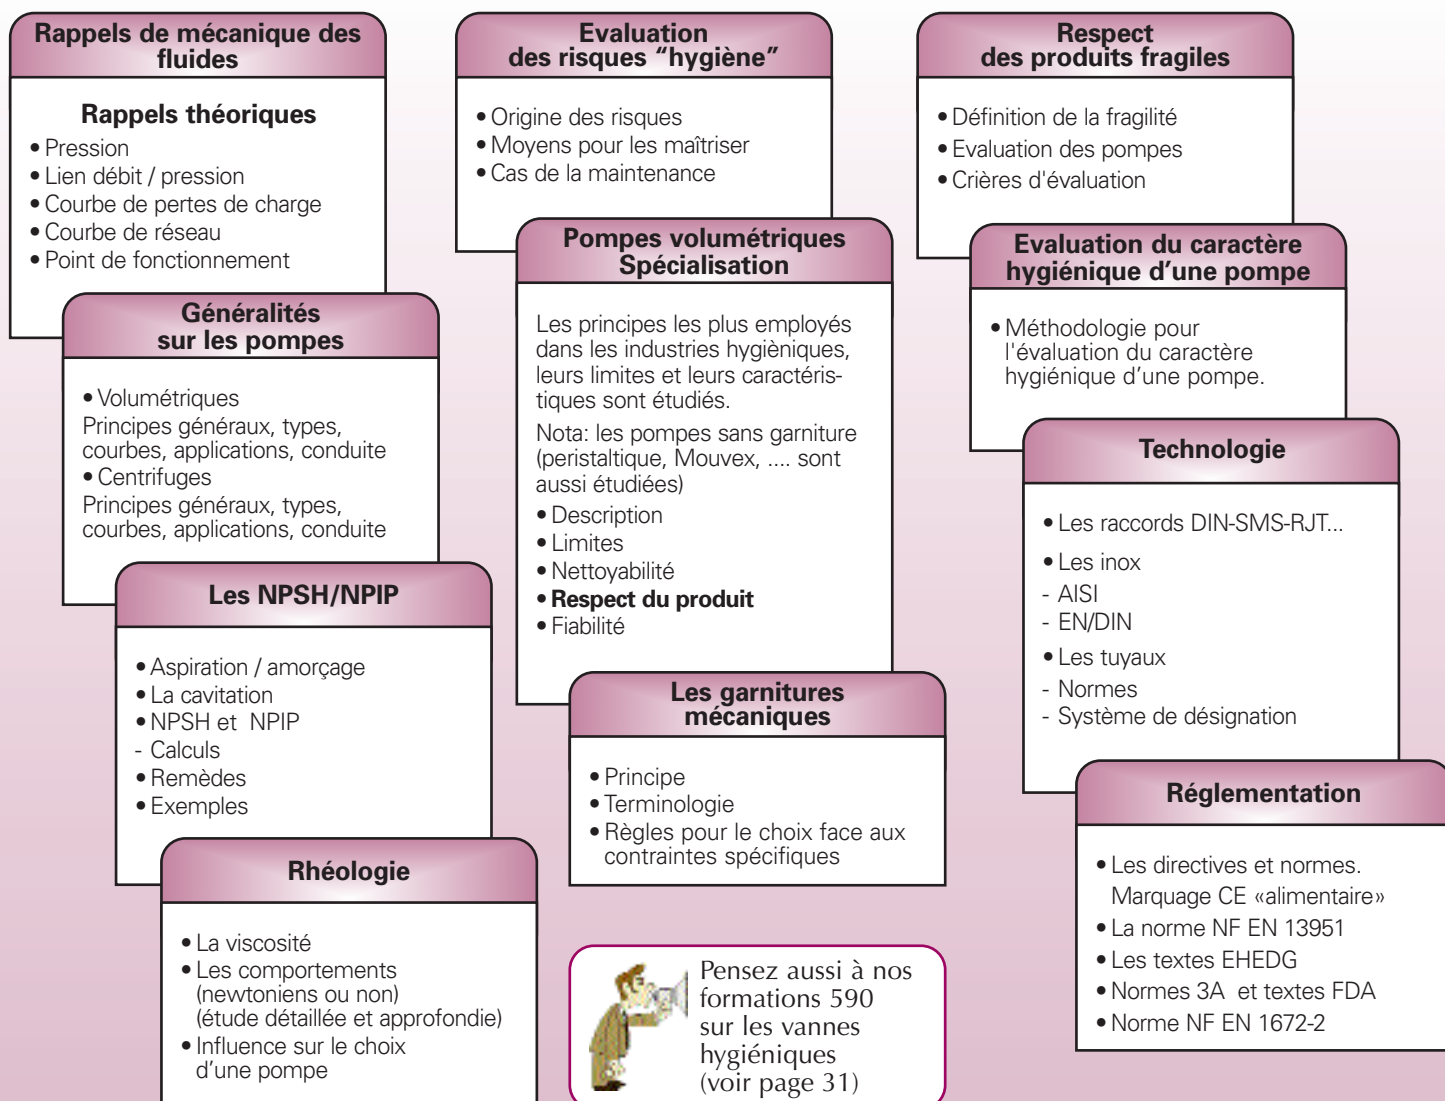 Rappels de mécanique des
fluides
Rappels théoriques
• Pression
• Lien débit / pression
• Courbe de pertes de charge
• Courbe de réseau
• Point de fonctionnement
Généralités
sur les pompes
• Volumétriques
Principes généraux, types,
courbes, applications, conduite
• Centrifuges
Principes généraux, types,
courbes, applications, conduite
Les NPSH/NPIP
• Aspiration / amorçage
• La cavitation
• NPSH et NPIP
- Calculs
• Remèdes
• Exemples
Rhéologie
• La viscosité
• Les comportements
(newtoniens ou non)
(étude détaillée et approfondie)
• Influence sur le choix
d'une pompe
Evaluation
des risques “hygiène”
• Origine des risques
• Moyens pour les maîtriser
• Cas de la maintenance
Pompes volumétriques
Spécialisation
Les principes les plus employés
dans les industries hygièniques,
leurs limites et leurs caractéris-
tiques sont étudiés.
Nota: les pompes sans garniture
(peristaltique, Mouvex, .... sont
aussi étudiées)
• Description
• Limites
• Nettoyabilité
• Respect du produit
• Fiabilité
Les garnitures
mécaniques
• Principe
• Terminologie
• Règles pour le choix face aux
contraintes spécifiques
Pensez aussi à nos
formations 590
sur les vannes
hygiéniques
(voir page 31)
Respect
des produits fragiles
• Définition de la fragilité
• Evaluation des pompes
• Crières d'évaluation
Evaluation du caractère
hygiénique d’une pompe
• Méthodologie pour
l'évaluation du caractère
hygiénique d’une pompe.
Technologie
• Les raccords DIN-SMS-RJT...
• Les inox
- AISI
- EN/DIN
• Les tuyaux
- Normes
- Système de désignation
Réglementation
• Les directives et normes.
Marquage CE «alimentaire»
• La norme NF EN 13951
• Les textes EHEDG
• Normes 3A et textes FDA
• Norme NF EN 1672-2